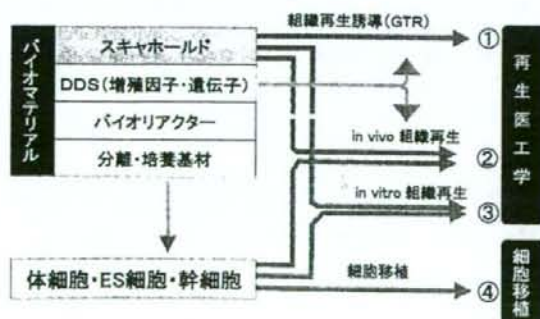 バイオマテリアル
スキャホールド
DDS(増殖因子・遺伝子)
バイオリアクター
分離・培養基材
体細胞・ES細胞・幹細胞
組織再生誘導(GTR)
①
in vivo 組織再生
②
in vitro 組織再生
③
細胞移植
④
再生医工学
細胞移植